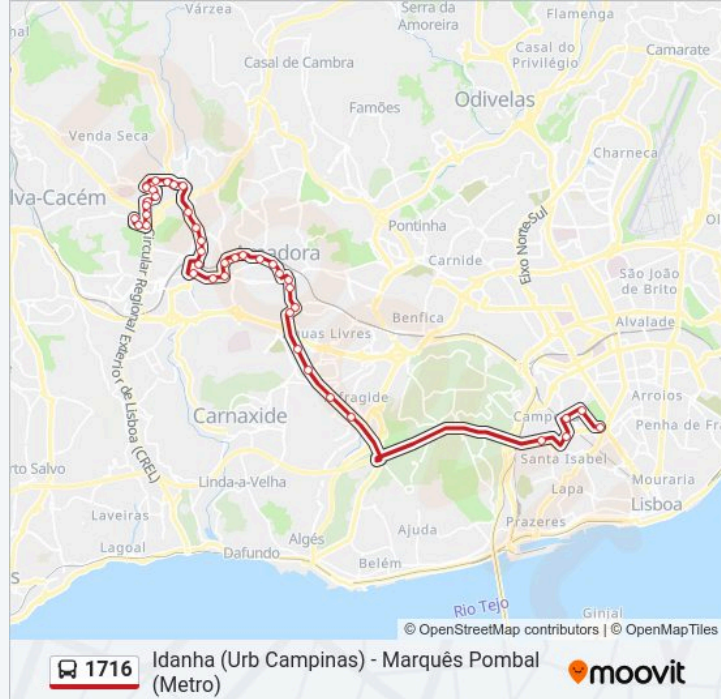 Várzea
Serra da
Amoreira
Flamenga
Casal do
Privilégio
Camarate
Casal de Cambra
Odivelas
Famões
Venda Seca
Charneca
lva-Cacém
Pontinha
Eixo Norte-Sul
Circular Regional Exterior de Lisboa (CREL)
adora
Carnide
São João
de Brito
Benfica
Alvalade
uas Livres
fragide
Carnaxide
Arroios
Camp
Penha de Fra
Santa Isabel
rto Salvo
Linda-a-Velha
Lapa
Mouraria
Lisboa
Laveiras
Algés
Ajuda
Prazeres
Lagoal
Dafundo
Belém
Rio Tejo
Ginjal
© OpenStreetMap contributors | © OpenMapTiles
1716
Idanha (Urb Campinas) - Marquês Pombal
(Metro)
moovit